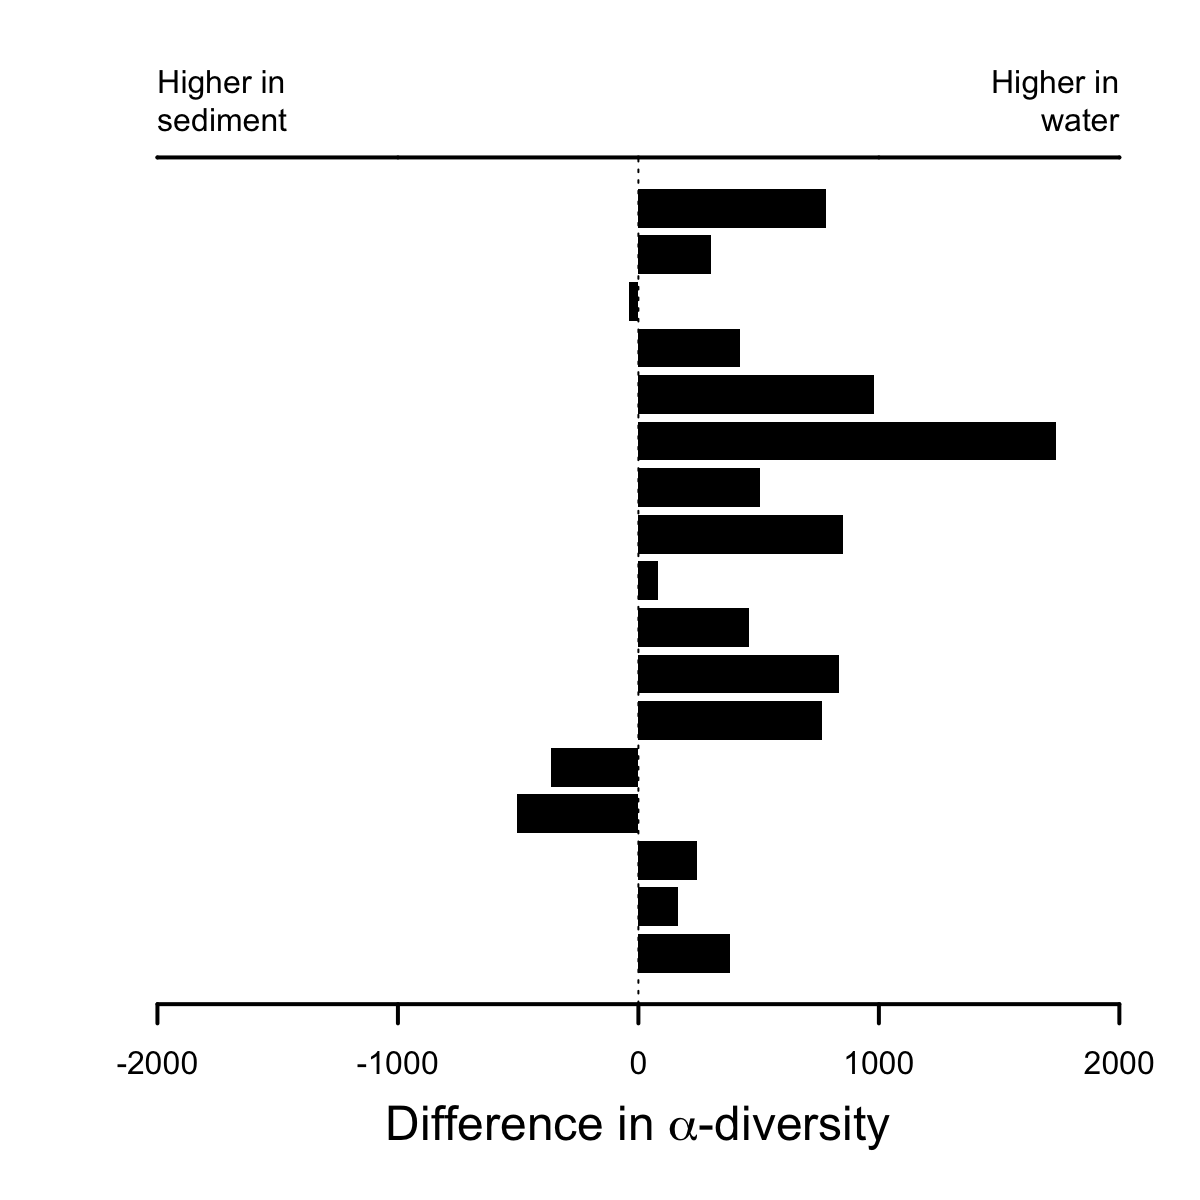 Higher in
sediment
Higher in
water
-2000
-1000
0
1000
2000
Difference in α-diversity